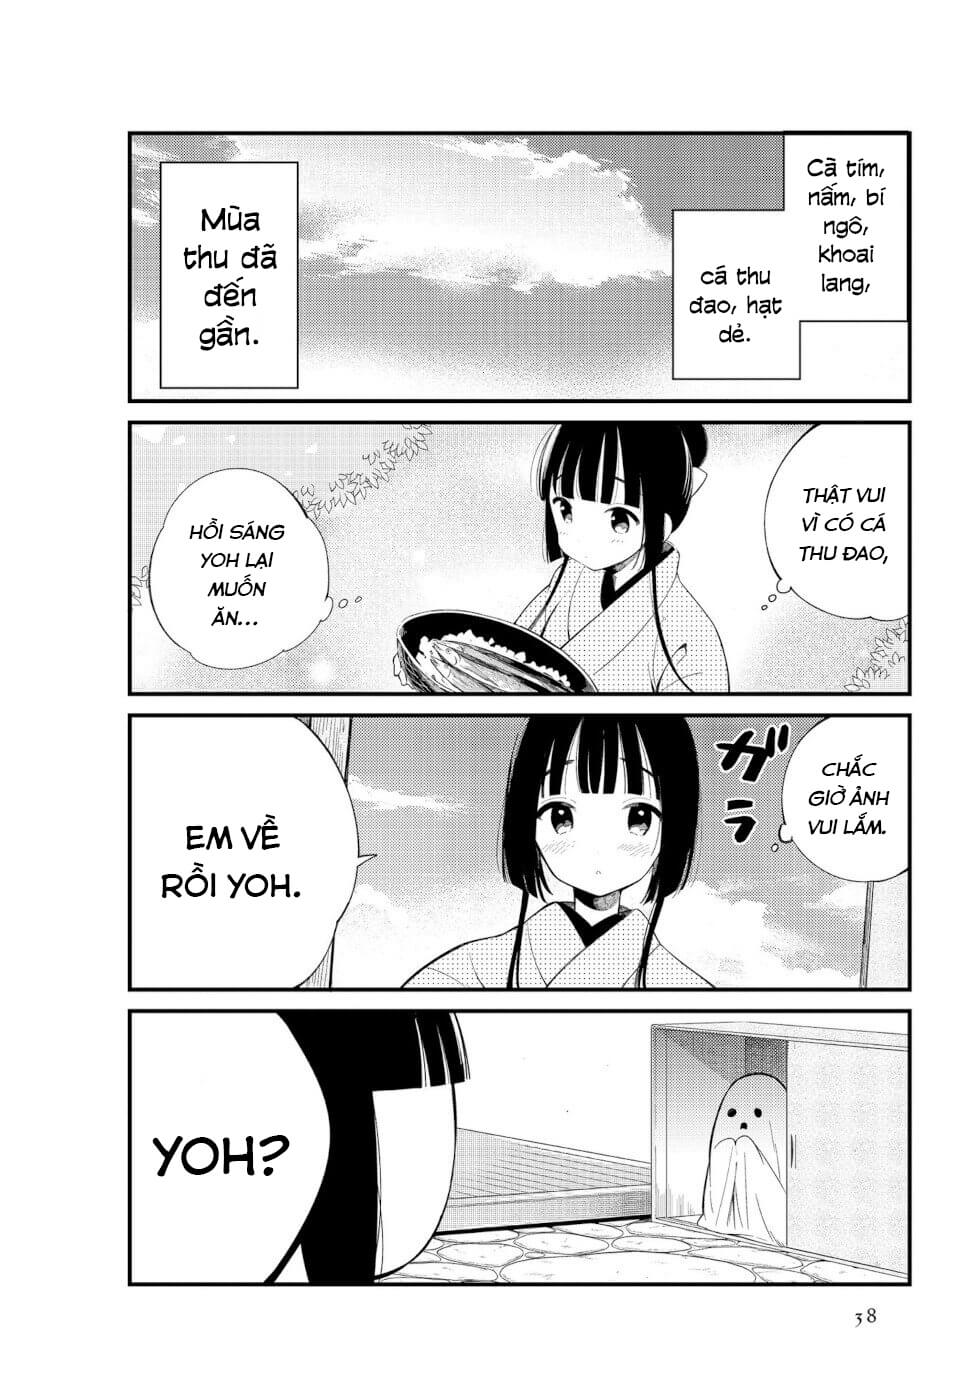 Cà tím,
nấm, bí
ngô,
khoai
lang,
cá thu
đao, hạt
dẻ.
Mùa
thu đã
đến
gần.
THẬT VUI
VÌ CÓ CÁ
THU ĐAO,
HỒI SÁNG
YOH LẠI
MUỐN
ĂN...
CHẮC
GIỜ ẢNH
VUI LẮM.
ガラ
EM VỀ
RỒI YOH.
YOH?
38